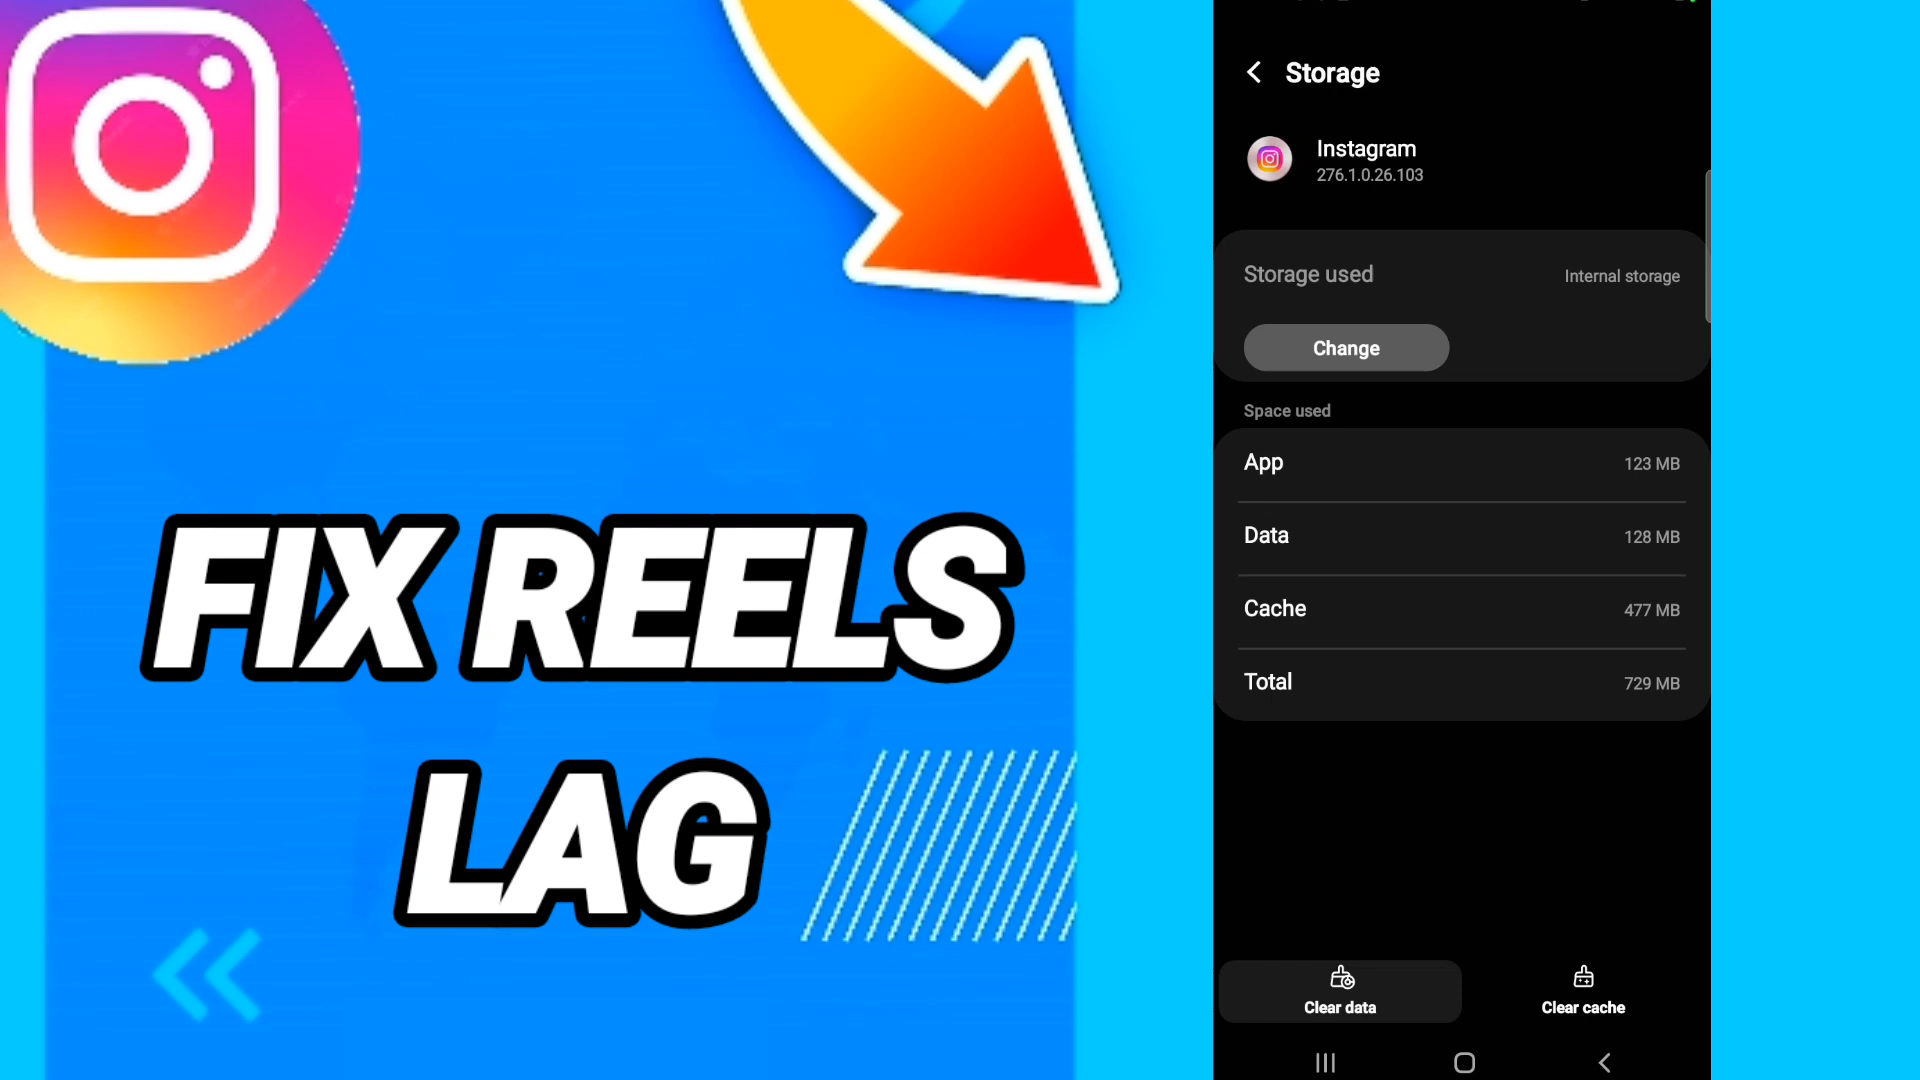 FIX REELS
LAG
Storage
Instagram
276.1.0.26.103
Storage used Internal storage
Change
Space used
App 123 MB
Data 128 MB
Cache 477 MB
Total 729 MB
Clear data Clear cache